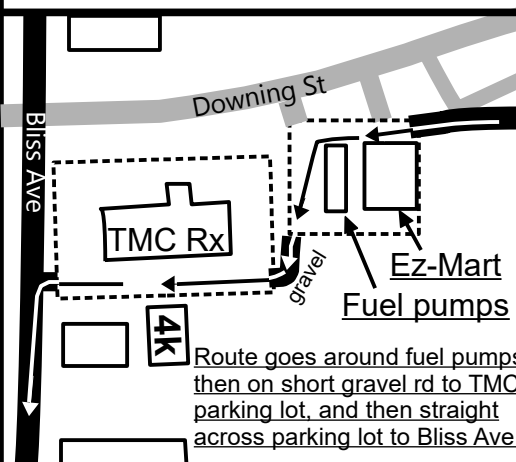 Downing St
Bliss Ave
TMC Rx
gravel
Ez-Mart
Fuel pumps
4k
Route goes around fuel pumps
then on short gravel rd to TMC
parking lot, and then straight
across parking lot to Bliss Ave